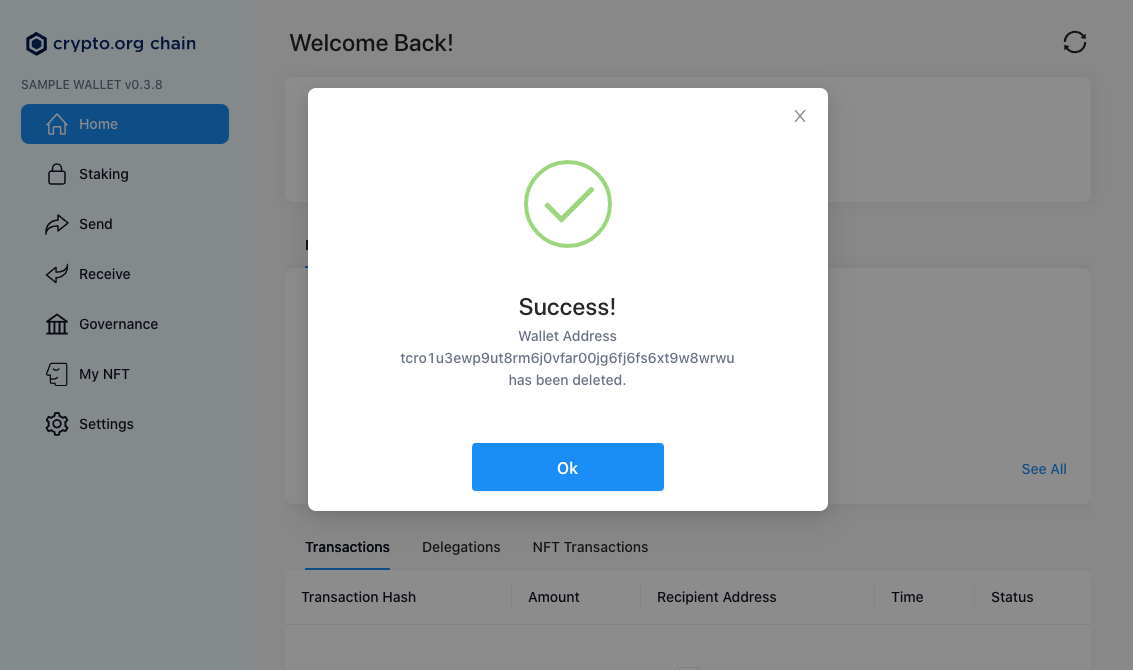 crypto.org chain
SAMPLE WALLET v0.3.8
Home
Staking
Send
Receive
Governance
My NFT
Settings
Welcome Back!
X
Success!
Wallet Address
tcro1u3ewp9ut8rm6j0vfar00jg6fj6fs6xt9w8wrwu
has been deleted.
Ok
See All
Transactions Delegations NFT Transactions
Transaction Hash Amount Recipient Address Time Status